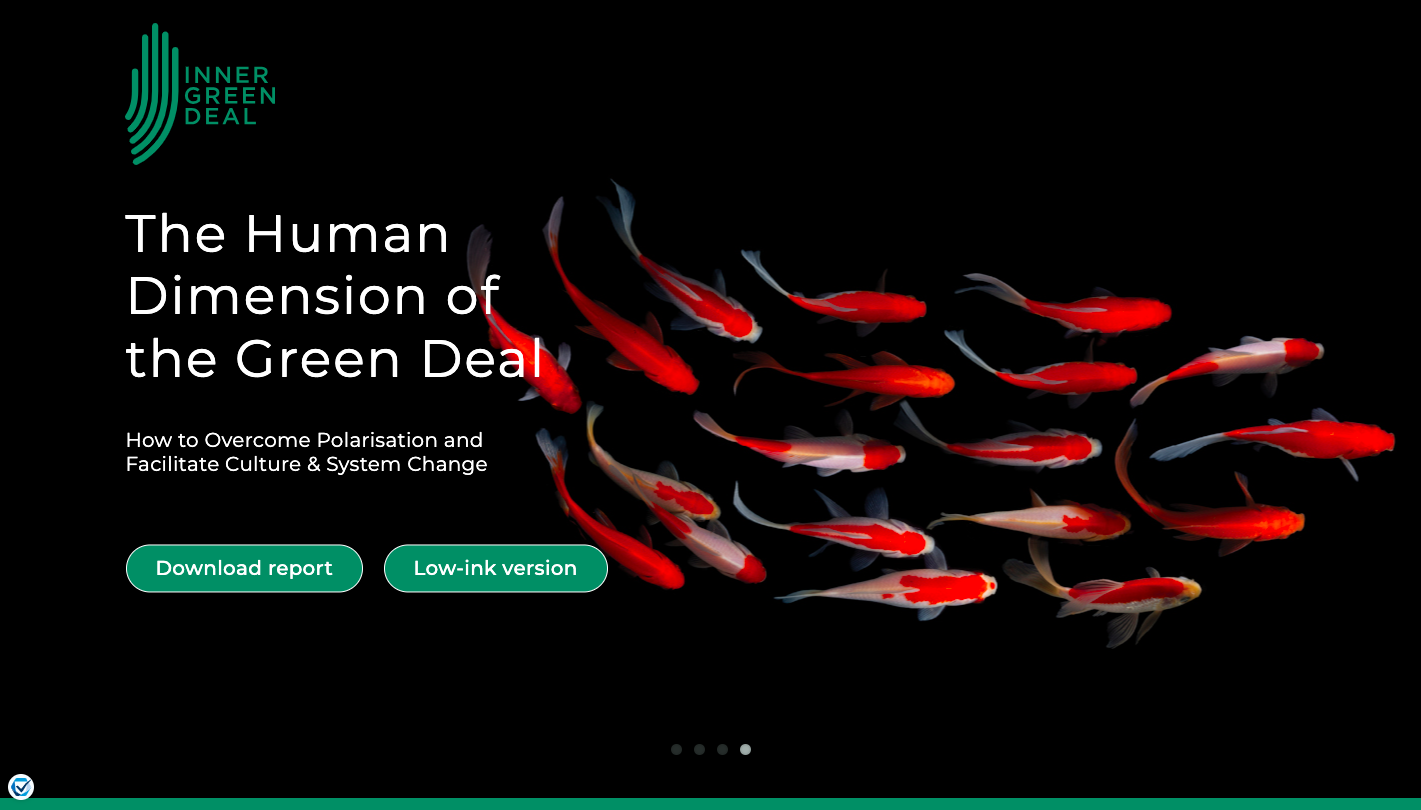 INNER
GREEN
DEAL
The Human
Dimension of
the Green Deal
How to Overcome Polarisation and
Facilitate Culture & System Change
Download report
Low-ink version